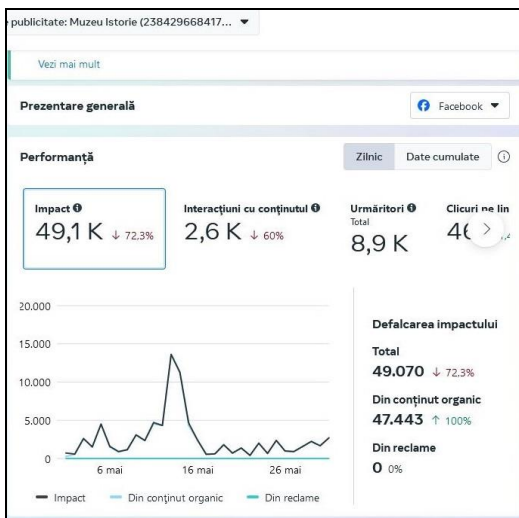 publicitate: Muzeu Istorie (238429668417...
Vezi mai mult
Prezentare generală
Facebook
Performanță
Zilnic Date cumulate
Impact
49,1 K ↓ 72,3%
Interacțiuni cu conținutul
2,6 K ↓ 60%
Urmăritori
Total
8,9 K
Clicuri pe lin
20.000
15.000
10.000
5.000
0
6 mai 16 mai 26 mai
Impact Din conținut organic Din reclame
Defalcarea impactului
Total
49.070 ↓ 72,3%
Din conținut organic
47.443 ↑ 100%
Din reclame
0 0%